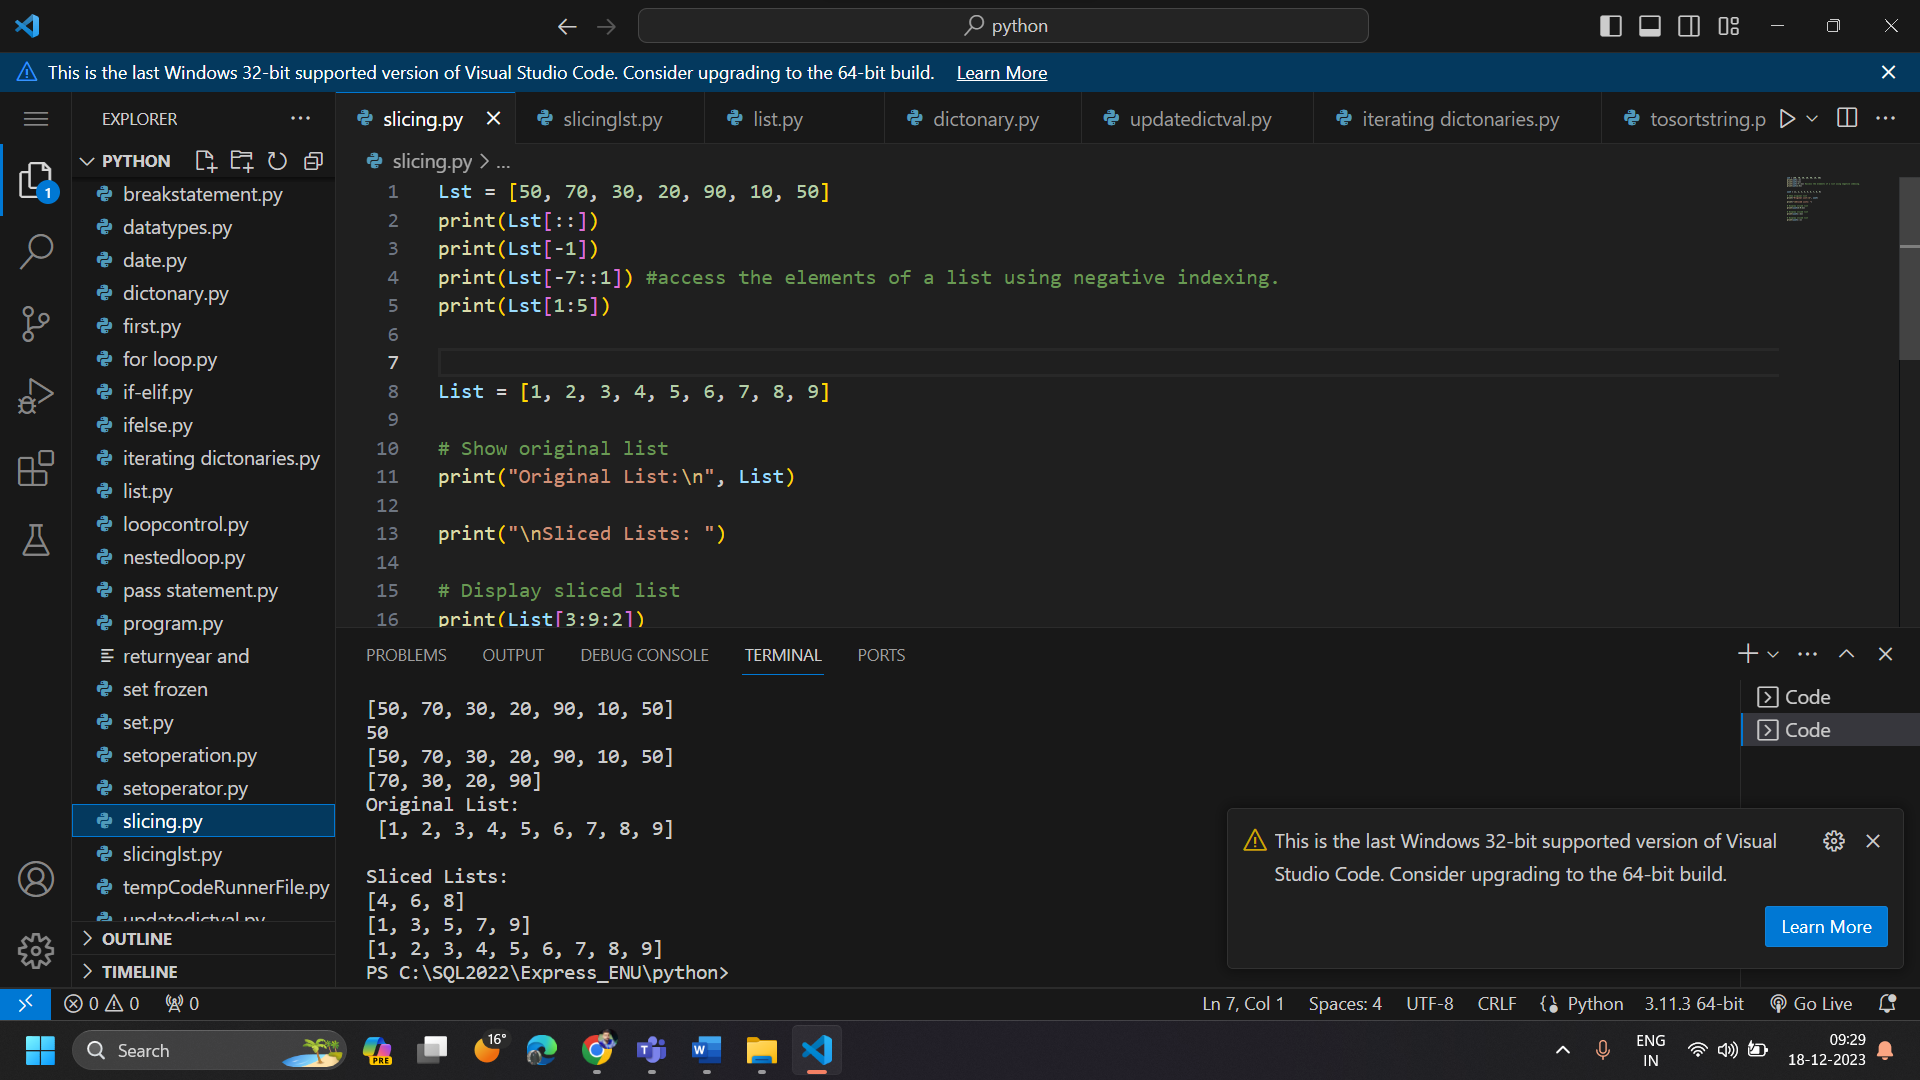 python
This is the last Windows 32-bit supported version of Visual Studio Code. Consider upgrading to the 64-bit build. Learn More
EXPLORER
slicing.py
slicinglst.py
list.py
dictonary.py
updatedictval.py
iterating dictonaries.py
tosortstring.p
PYTHON
1
breakstatement.py
datatypes.py
date.py
dictonary.py
first.py
for loop.py
if-elif.py
ifelse.py
iterating dictonaries.py
list.py
loopcontrol.py
nestedloop.py
pass statement.py
program.py
returnyear and
set frozen
set.py
setoperation.py
setoperator.py
slicing.py
slicinglst.py
tempCodeRunnerFile.py
updatedictval.py
OUTLINE
TIMELINE
slicing.py > ...
1 Lst = [50, 70, 30, 20, 90, 10, 50]
2 print(Lst[::])
3 print(Lst[-1])
4 print(Lst[-7::1]) #access the elements of a list using negative indexing.
5 print(Lst[1:5])
6
7
8 List = [1, 2, 3, 4, 5, 6, 7, 8, 9]
9
10 # Show original list
11 print("Original List:\n", List)
12
13 print("\nSliced Lists: ")
14
15 # Display sliced list
16 print(List[3:9:2])
PROBLEMS OUTPUT DEBUG CONSOLE TERMINAL PORTS
[50, 70, 30, 20, 90, 10, 50]
50
[50, 70, 30, 20, 90, 10, 50]
[70, 30, 20, 90]
Original List:
 [1, 2, 3, 4, 5, 6, 7, 8, 9]
Sliced Lists:
[4, 6, 8]
[1, 3, 5, 7, 9]
[1, 2, 3, 4, 5, 6, 7, 8, 9]
PS C:\SQL2022\Express_ENU\python>
Code
Code
This is the last Windows 32-bit supported version of Visual
Studio Code. Consider upgrading to the 64-bit build.
Learn More
0 0 0
Ln 7, Col 1 Spaces: 4 UTF-8 CRLF {} Python 3.11.3 64-bit Go Live
Search
PRE
16°
ENG
IN
09:29
18-12-2023